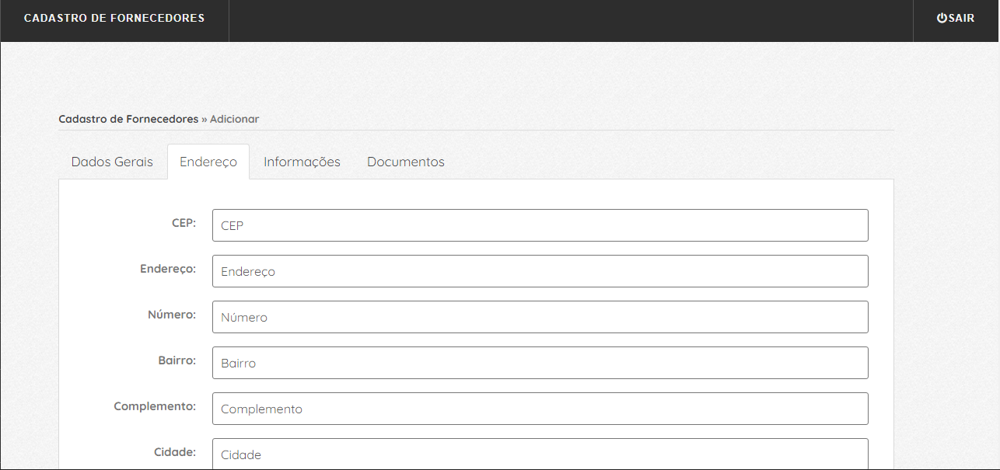 CADASTRO DE FORNECEDORES SAIR
Cadastro de Fornecedores » Adicionar
Dados Gerais Endereço Informações Documentos
CEP: CEP
Endereço: Endereço
Número: Número
Bairro: Bairro
Complemento: Complemento
Cidade: Cidade